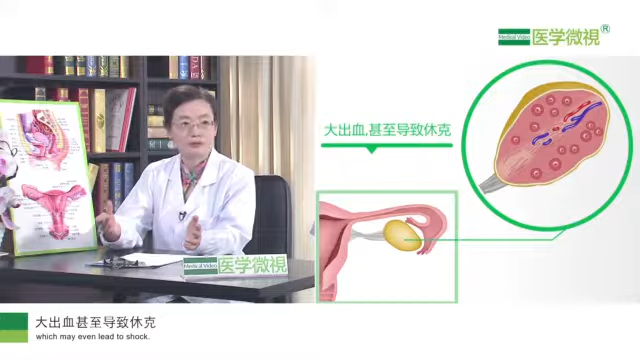 Medical Video 医学微視®
大出血,甚至导致休克
Medical Video 医学微視
大出血甚至导致休克
which may even lead to shock.